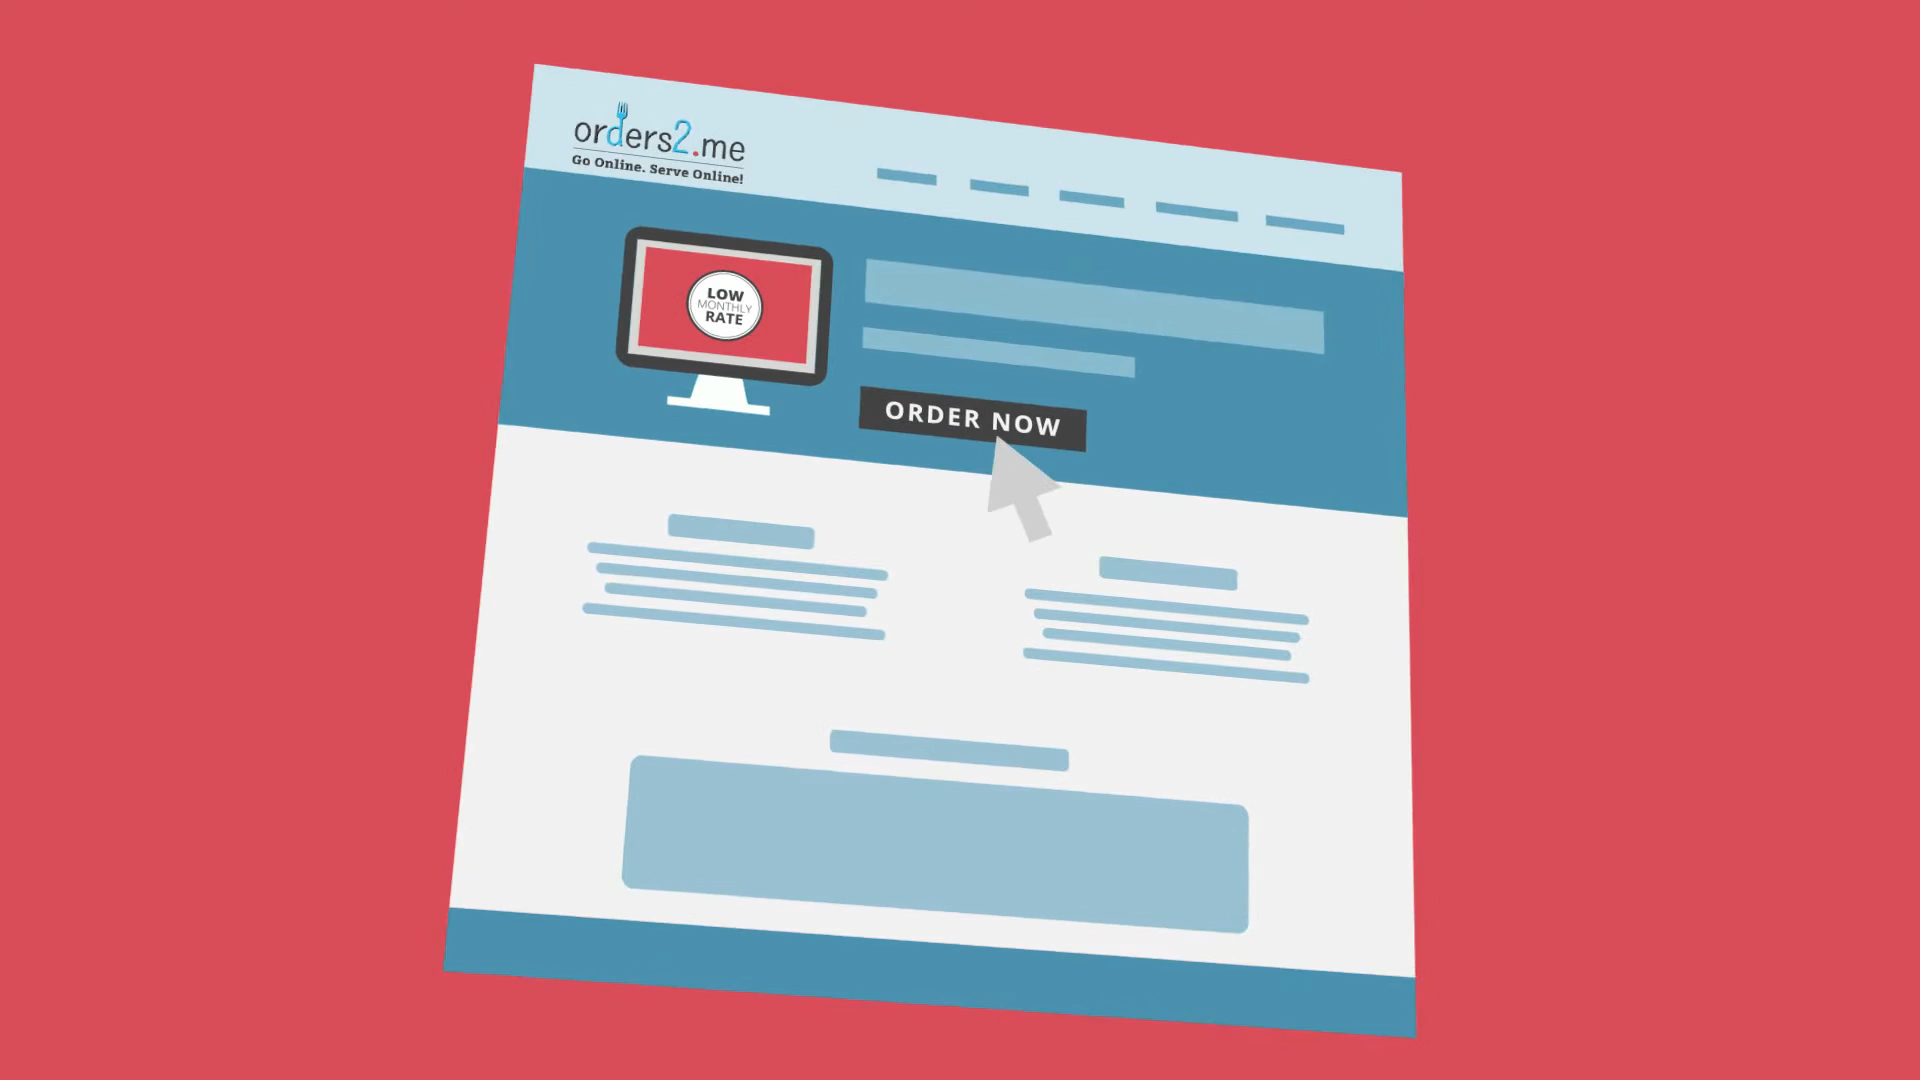 orders2.me
Go Online. Serve Online!
LOW
MONTHLY
RATE
ORDER NOW